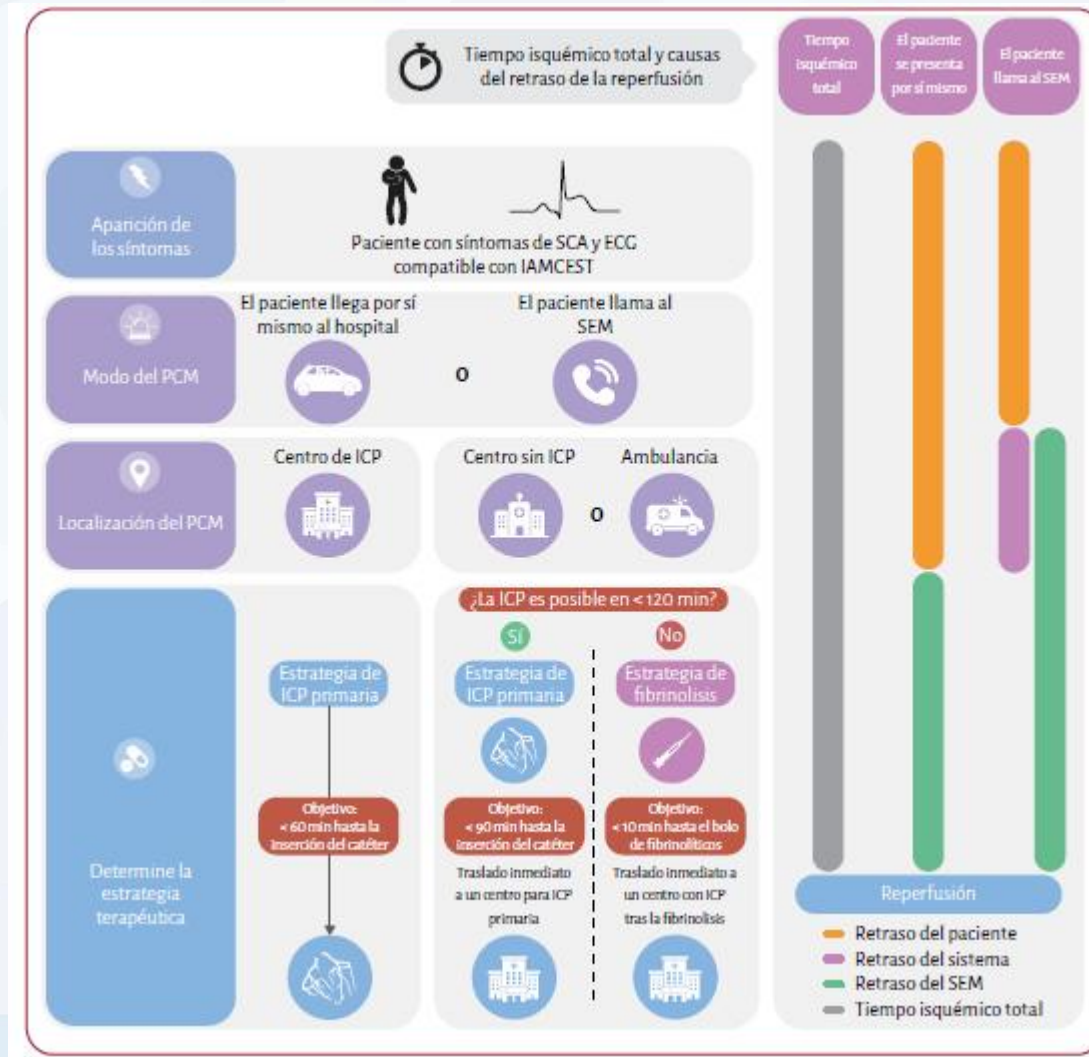 Tiempo isquémico total y causas
del retraso de la reperfusión
Tiempo
isquémico
total
El paciente
se presenta
por sí mismo
El paciente
llama al SEM
Aparición de
los síntomas
Paciente con síntomas de SCA y ECG
compatible con IAMCEST
Modo del PCM
El paciente llega por sí
mismo al hospital
o
El paciente llama al
SEM
Localización del PCM
Centro de ICP
Centro sin ICP
o
Ambulancia
Determine la
estrategia
terapéutica
Estrategia de
ICP primaria
Objetivo:
< 60 min hasta la
inserción del catéter
¿La ICP es posible en < 120 min?
Sí
Estrategia de
ICP primaria
Objetivo:
< 90 min hasta la
inserción del catéter
Traslado inmediato
a un centro para ICP
primaria
No
Estrategia de
fibrinolisis
Objetivo:
< 10 min hasta el bolo
de fibrinolíticos
Traslado inmediato a
un centro con ICP
tras la fibrinolisis
Reperfusión
Retraso del paciente
Retraso del sistema
Retraso del SEM
Tiempo isquémico total